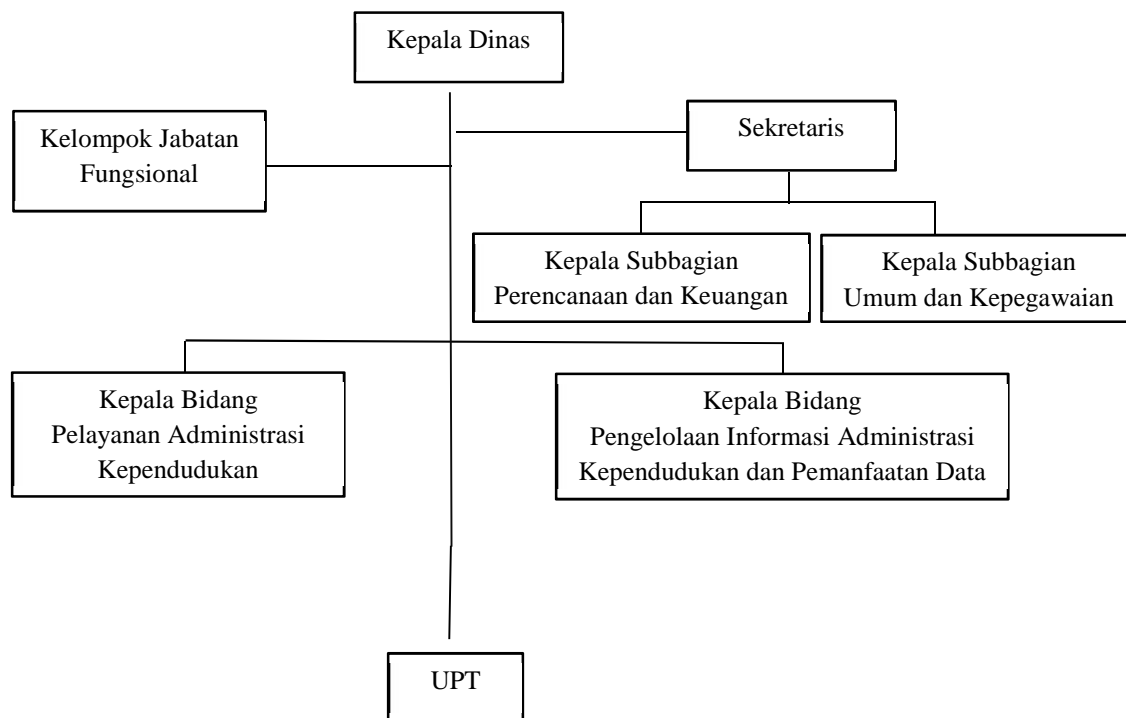 Kepala Dinas
Kelompok Jabatan
Fungsional
Sekretaris
Kepala Subbagian
Perencanaan dan Keuangan
Kepala Subbagian
Umum dan Kepegawaian
Kepala Bidang
Pelayanan Administrasi
Kependudukan
Kepala Bidang
Pengelolaan Informasi Administrasi
Kependudukan dan Pemanfaatan Data
UPT